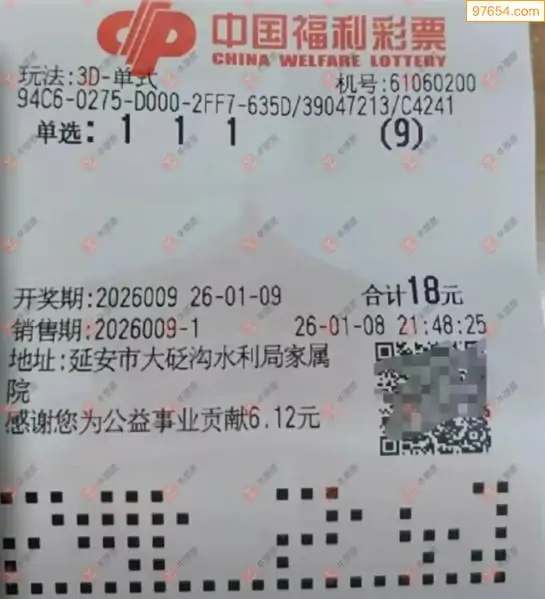 97654.com
中国福利彩票
CHINA WELFARE LOTTERY
玩法:3D-单式 机号:61060200
94C6-0275-D000-2FF7-635D/39047213/C4241
单选: 1 1 1 (9)
开奖期:2026009 26-01-09 合计18元
销售期:2026009-1 26-01-08 21:48:25
地址:延安市大砭沟水利局家属
院
感谢您为公益事业贡献6.12元